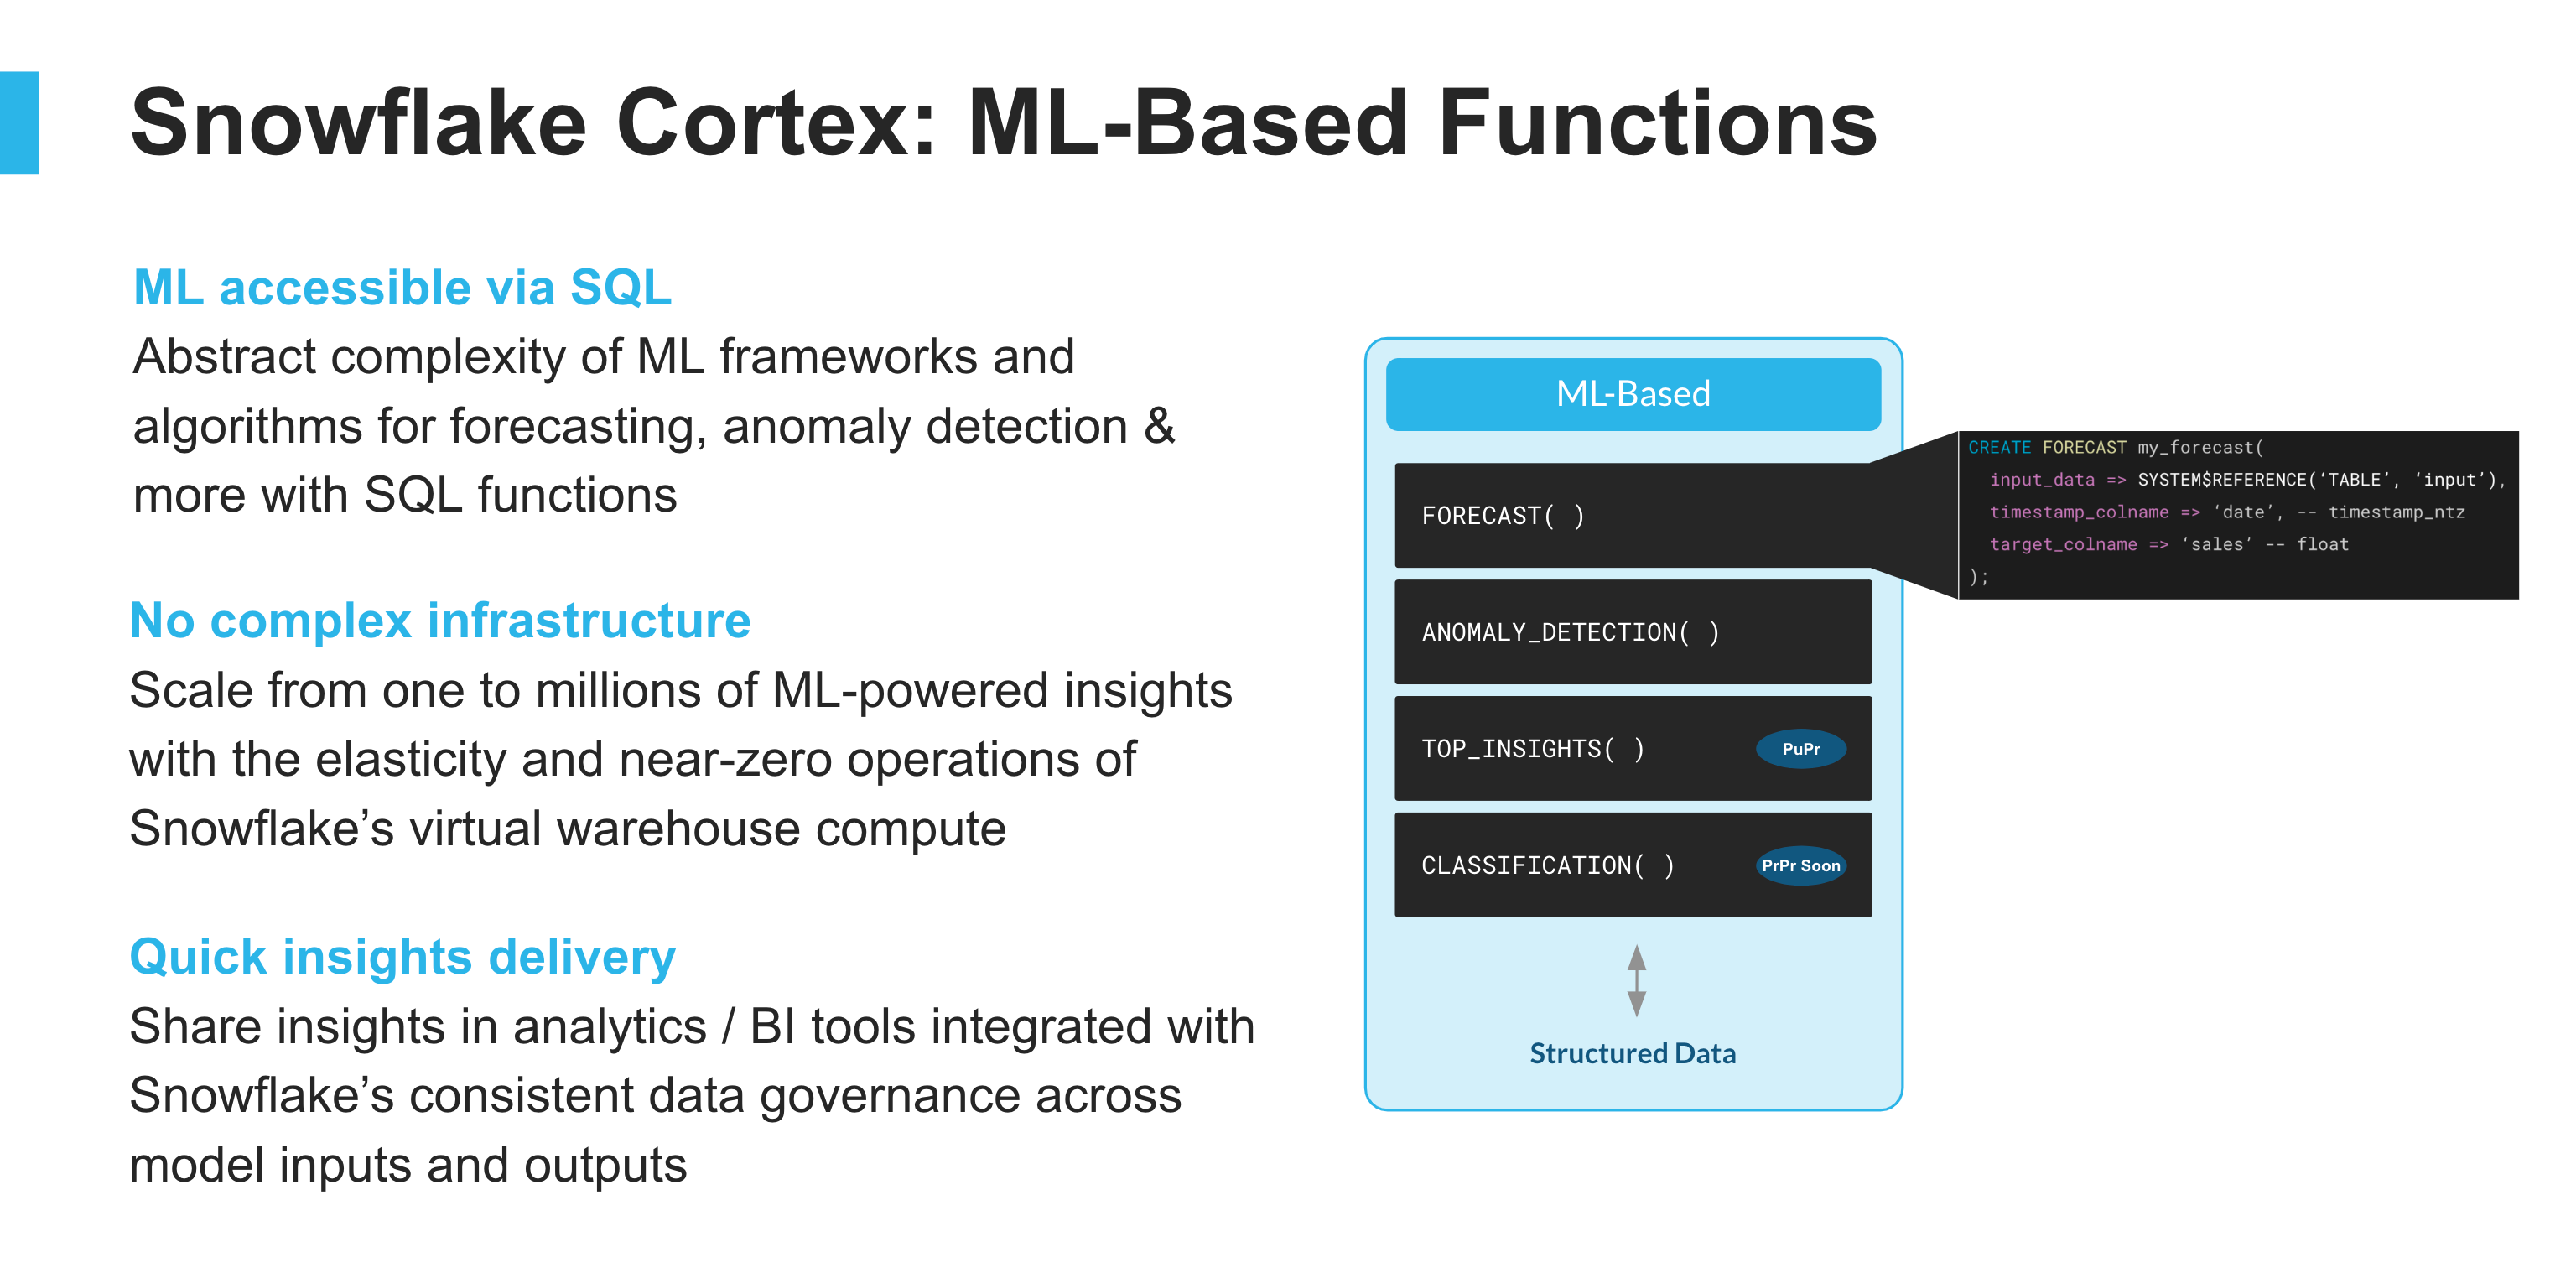 Snowflake Cortex: ML-Based Functions
ML accessible via SQL
Abstract complexity of ML frameworks and
algorithms for forecasting, anomaly detection &
more with SQL functions
No complex infrastructure
Scale from one to millions of ML-powered insights
with the elasticity and near-zero operations of
Snowflake’s virtual warehouse compute
Quick insights delivery
Share insights in analytics / BI tools integrated with
Snowflake’s consistent data governance across
model inputs and outputs
ML-Based
FORECAST( )
CREATE FORECAST my_forecast(
input_data => SYSTEM$REFERENCE(‘TABLE’, ‘input’),
timestamp_colname => ‘date’, -- timestamp_ntz
target_colname => ‘sales’ -- float
);
ANOMALY_DETECTION( )
TOP_INSIGHTS( ) PuPr
CLASSIFICATION( ) PrPr Soon
Structured Data